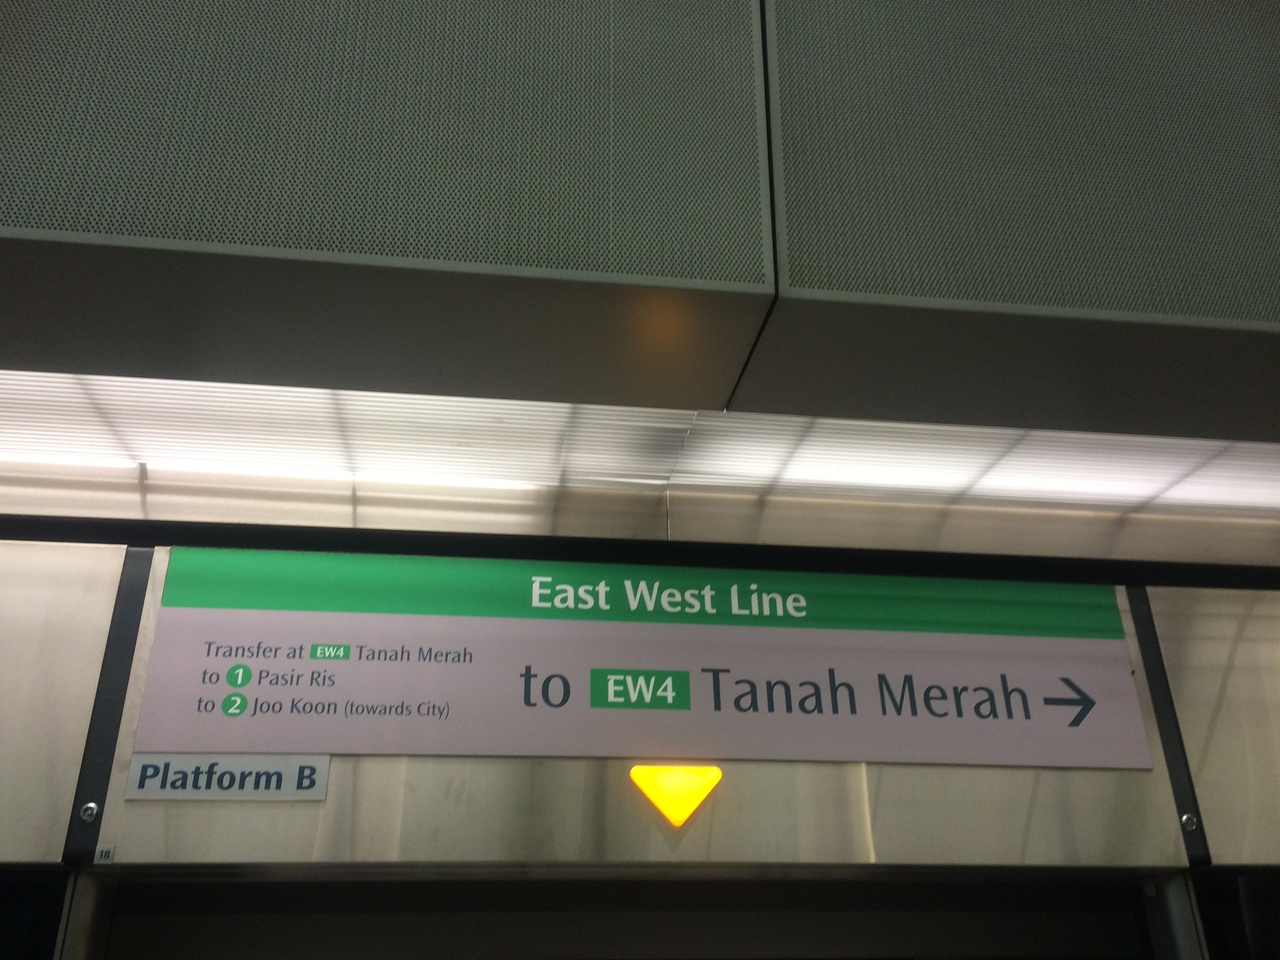 East West Line
Transfer at EW4 Tanah Merah
to 1 Pasir Ris
to 2 Joo Koon (towards City)
to EW4 Tanah Merah →
Platform B
18